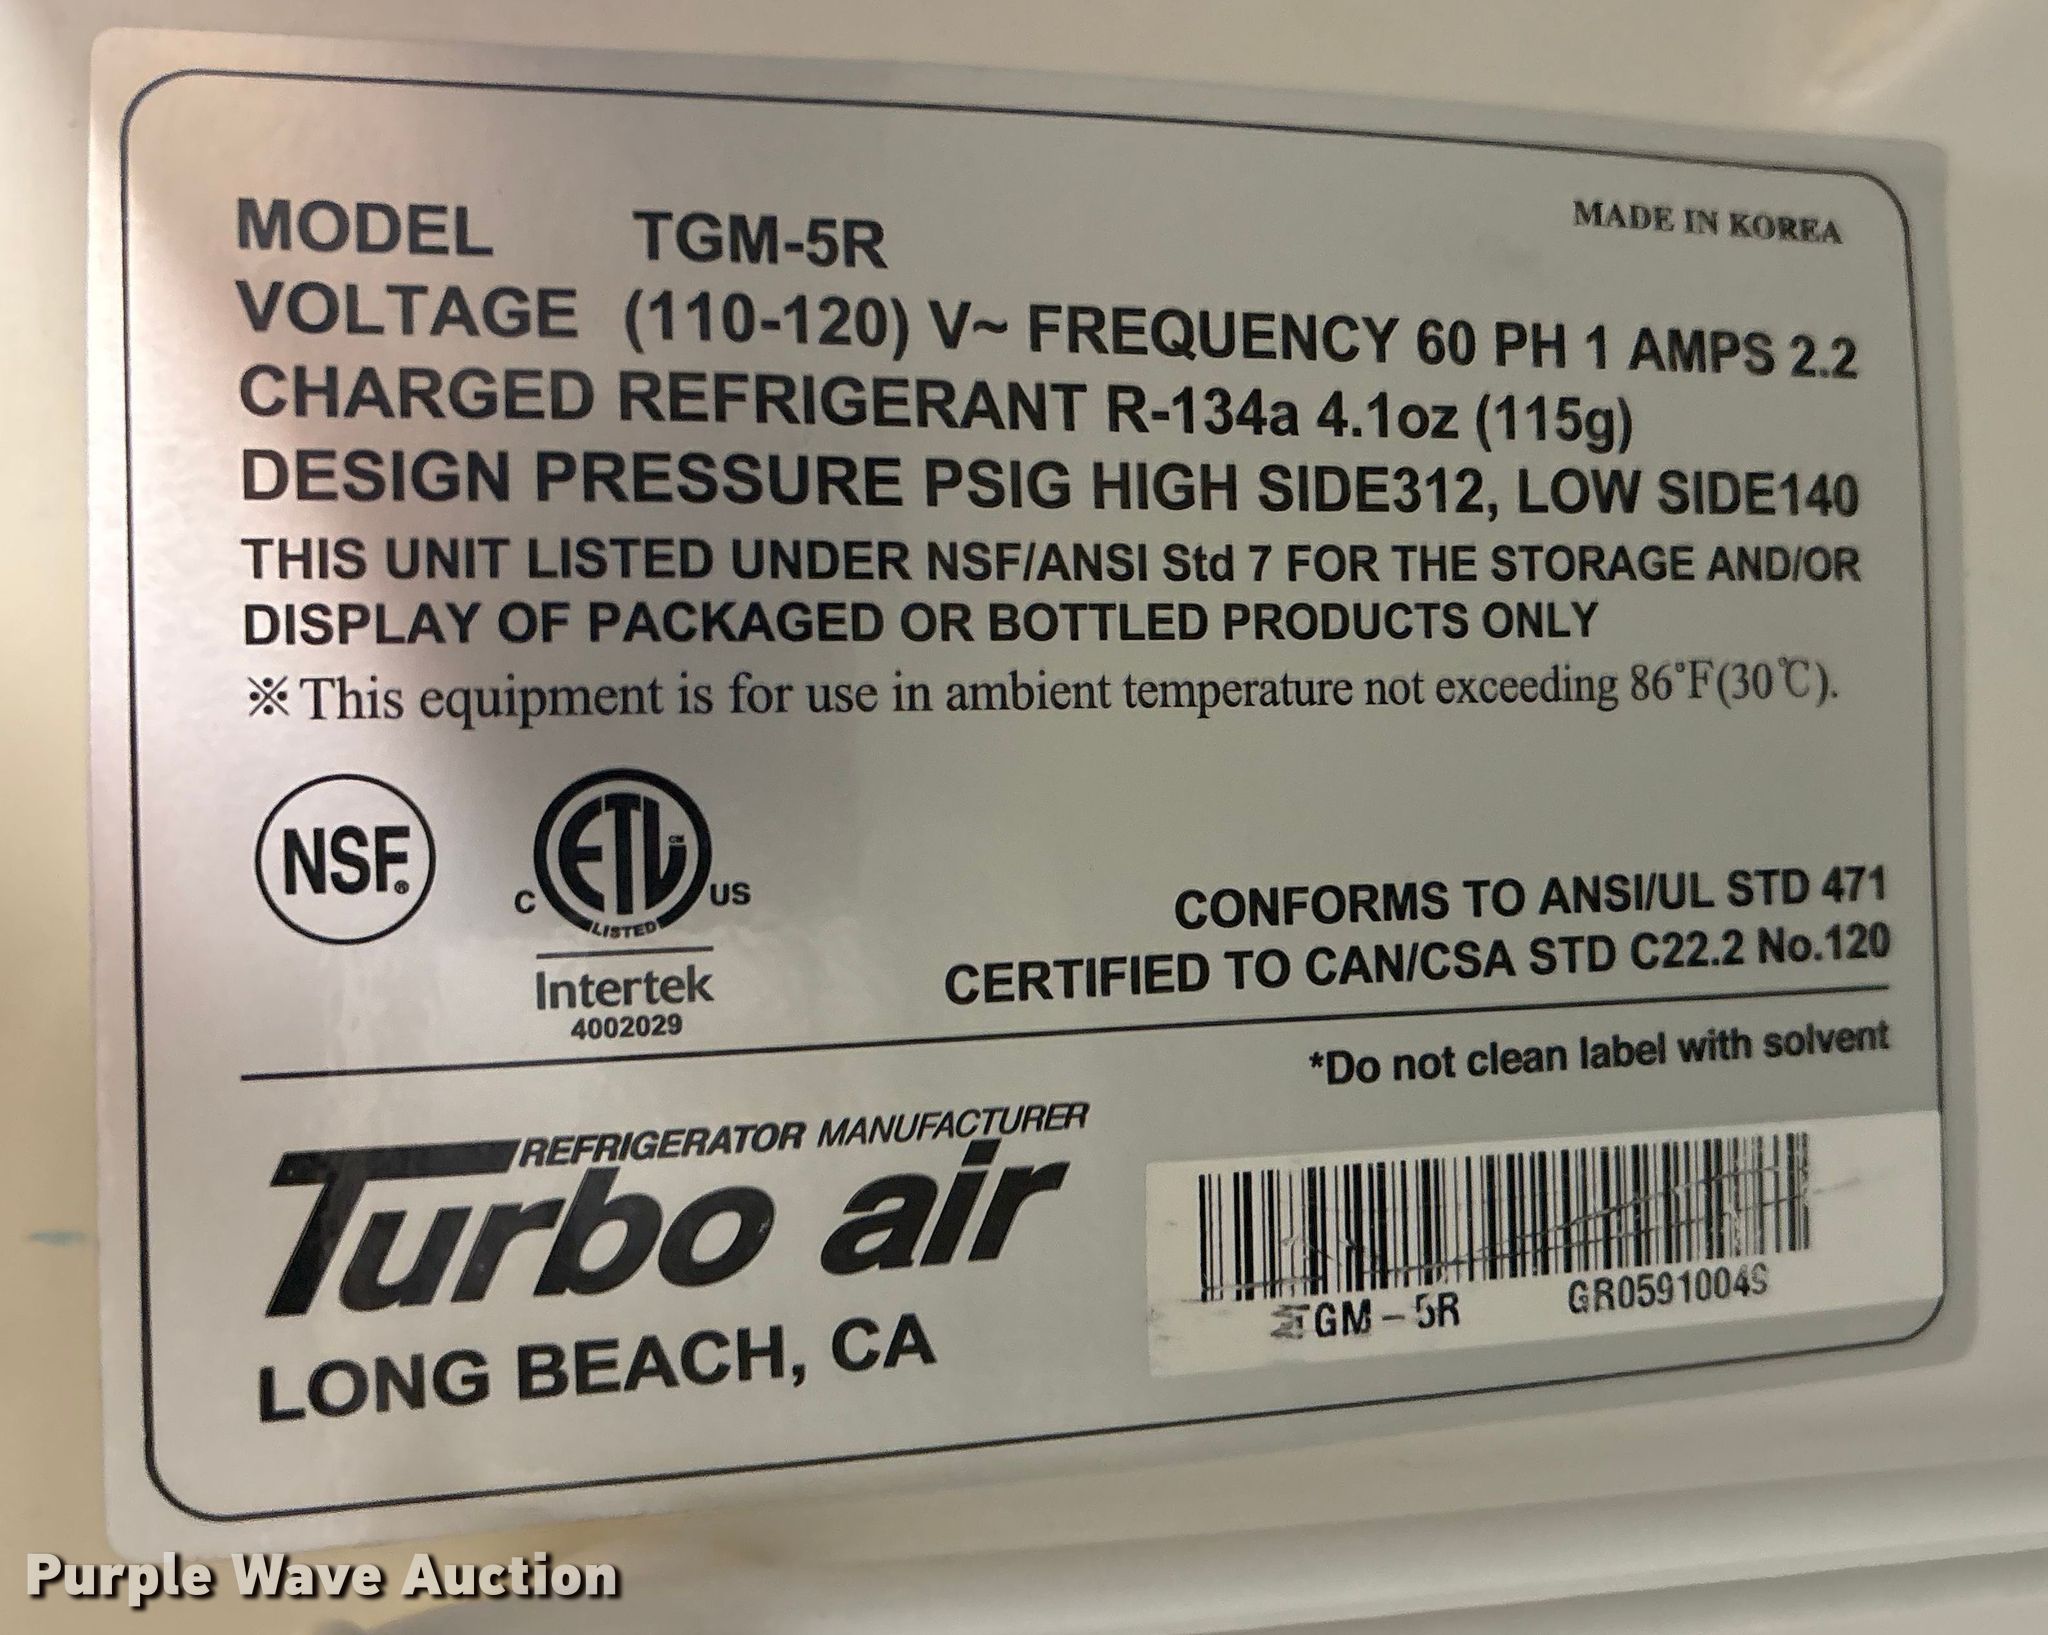 MADE IN KOREA
MODEL TGM-5R
VOLTAGE (110-120) V~ FREQUENCY 60 PH 1 AMPS 2.2
CHARGED REFRIGERANT R-134a 4.1oz (115g)
DESIGN PRESSURE PSIG HIGH SIDE312, LOW SIDE140
THIS UNIT LISTED UNDER NSF/ANSI Std 7 FOR THE STORAGE AND/OR
DISPLAY OF PACKAGED OR BOTTLED PRODUCTS ONLY
※ This equipment is for use in ambient temperature not exceeding 86°F(30℃).
NSF®
C ETL CM US
LISTED
Intertek
4002029
CONFORMS TO ANSI/UL STD 471
CERTIFIED TO CAN/CSA STD C22.2 No.120
*Do not clean label with solvent
REFRIGERATOR MANUFACTURER
Turbo air
LONG BEACH, CA
TGM-5R
Purple Wave Auction